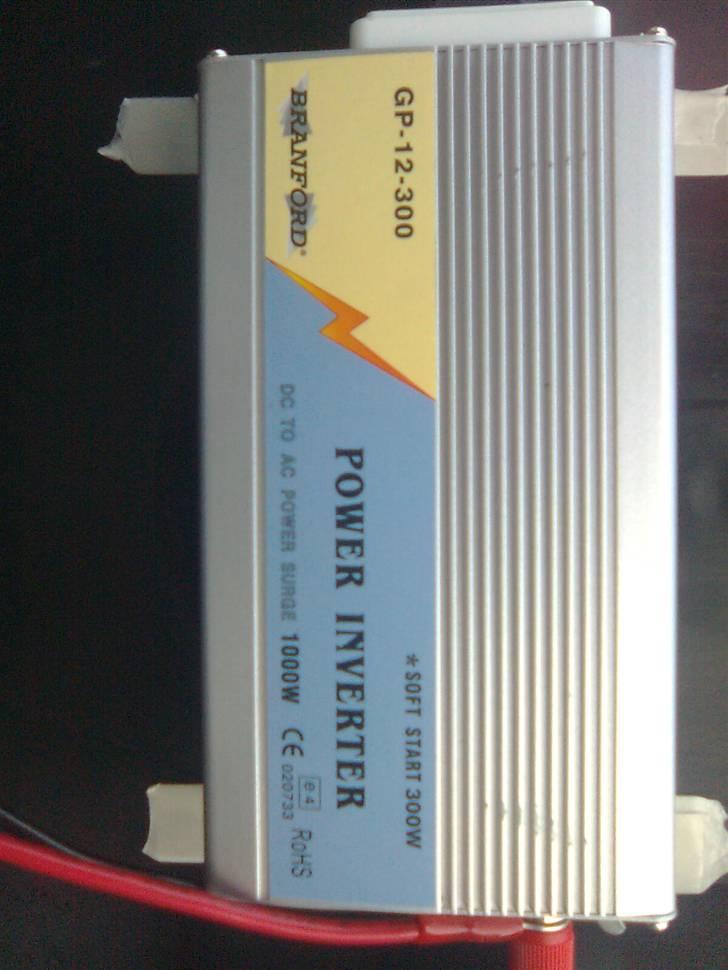 GP-12-300
BRANFORD®
*SOFT START 300W
POWER INVERTER
DC TO AC POWER SURGE 1000W CE e4 020733 RoHS